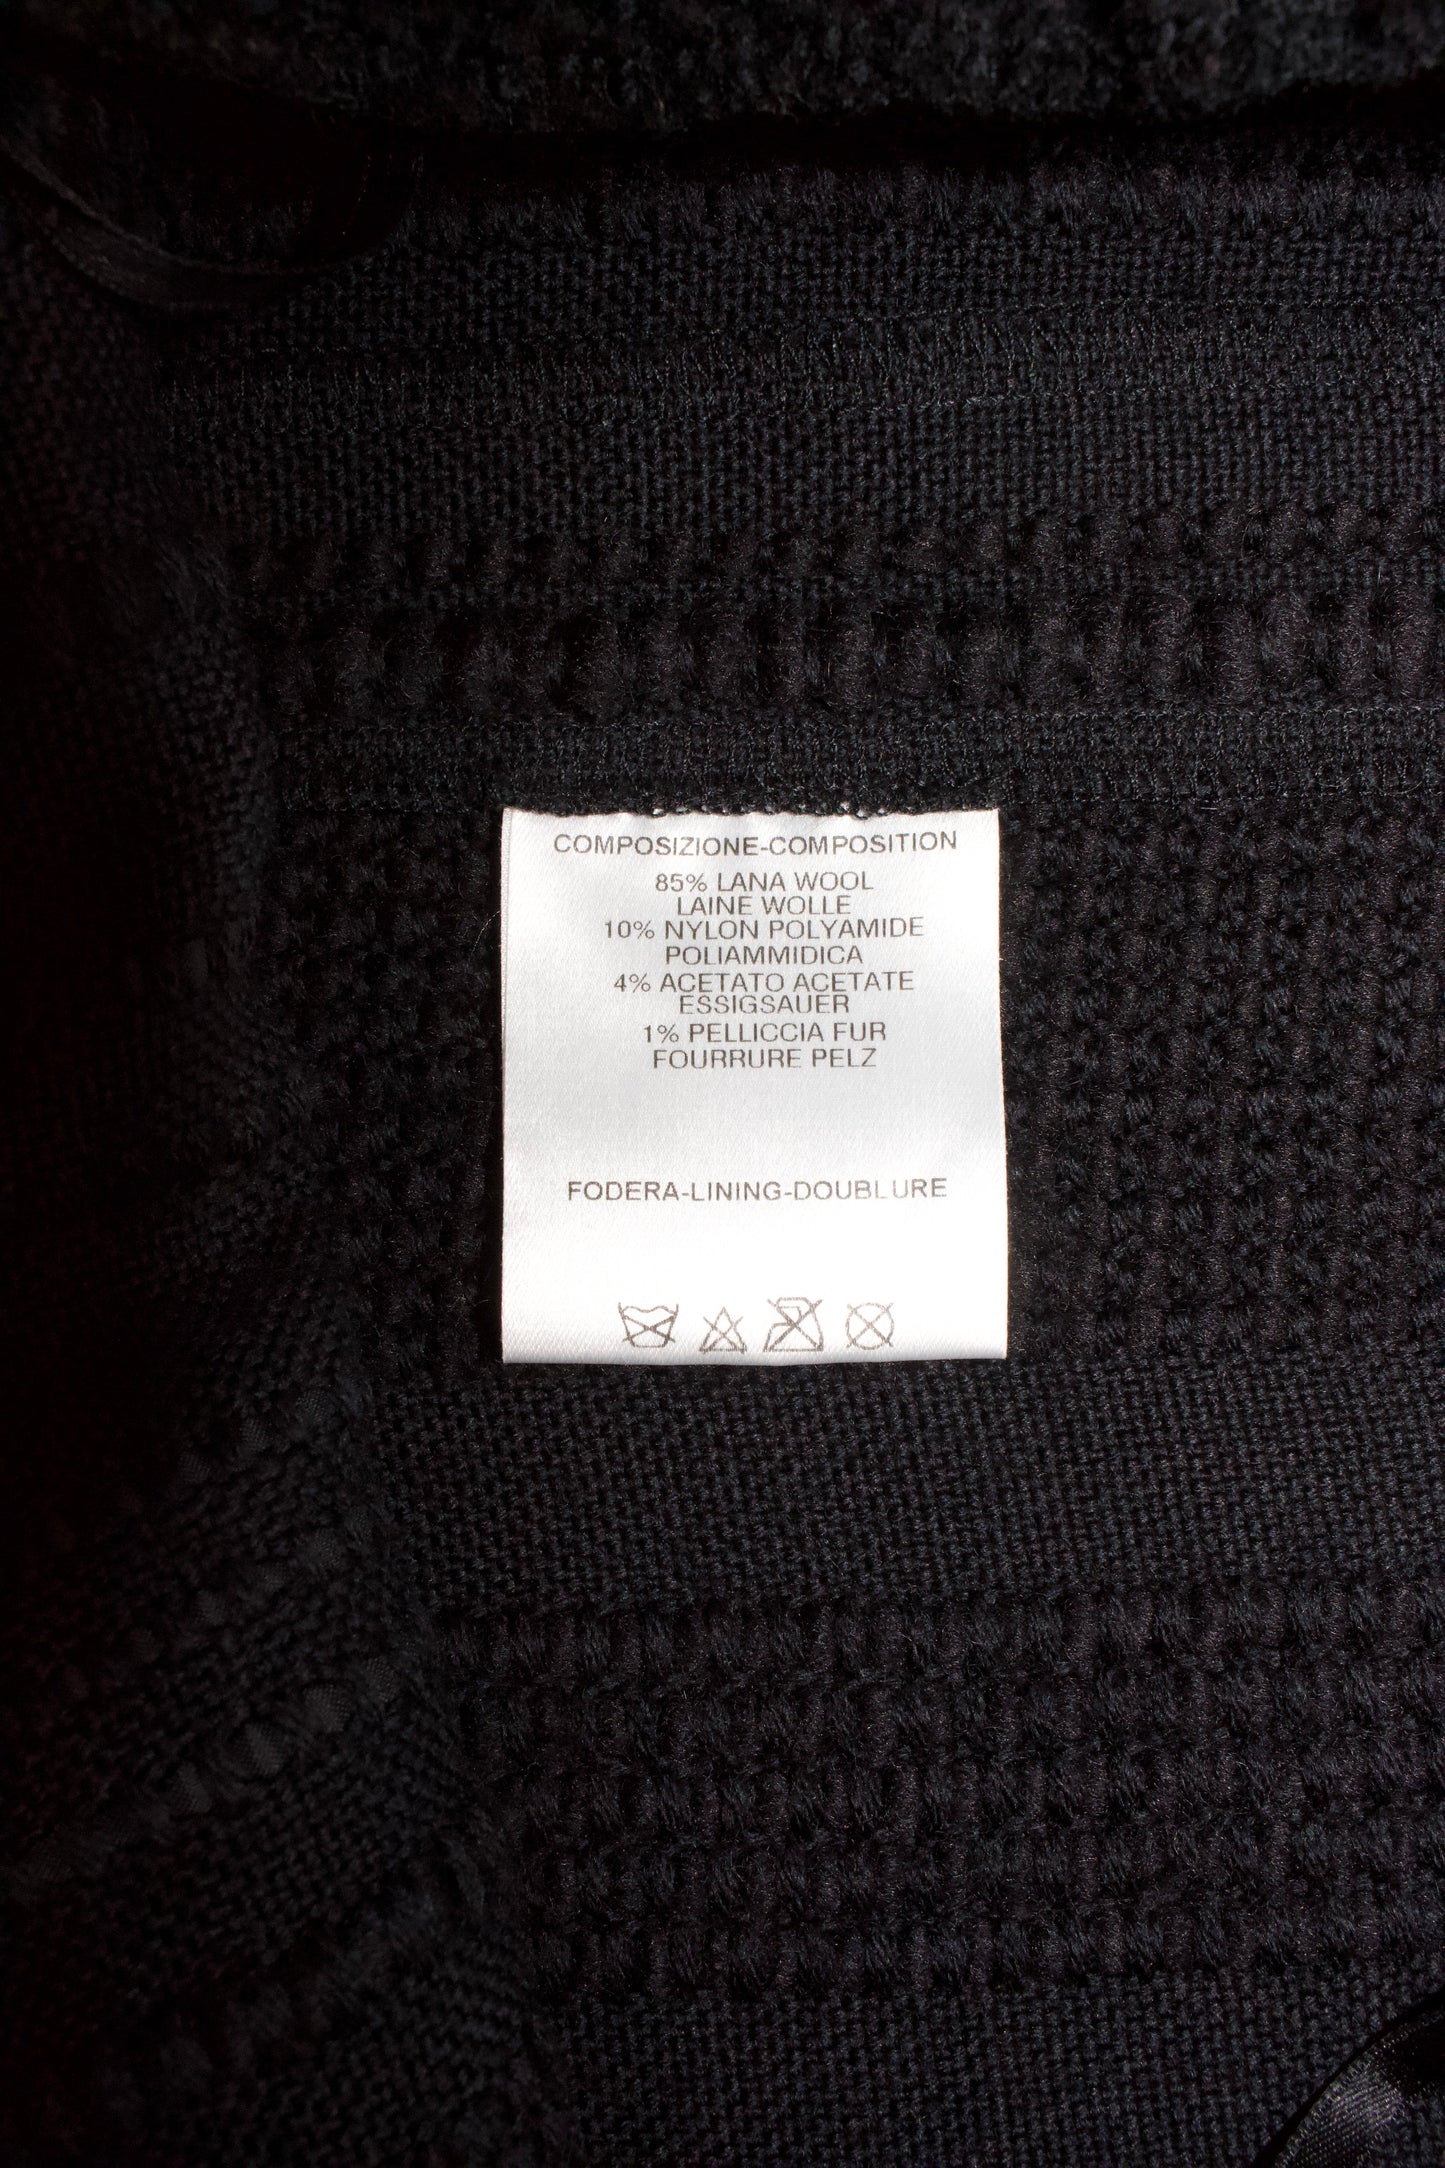 COMPOSIZIONE-COMPOSITION
85% LANA WOOL
LAINE WOLLE
10% NYLON POLYAMIDE
POLIAMMIDICA
4% ACETATO ACETATE
ESSIGSAUER
1% PELLICCIA FUR
FOURRURE PELZ
FODERA-LINING-DOUBLURE